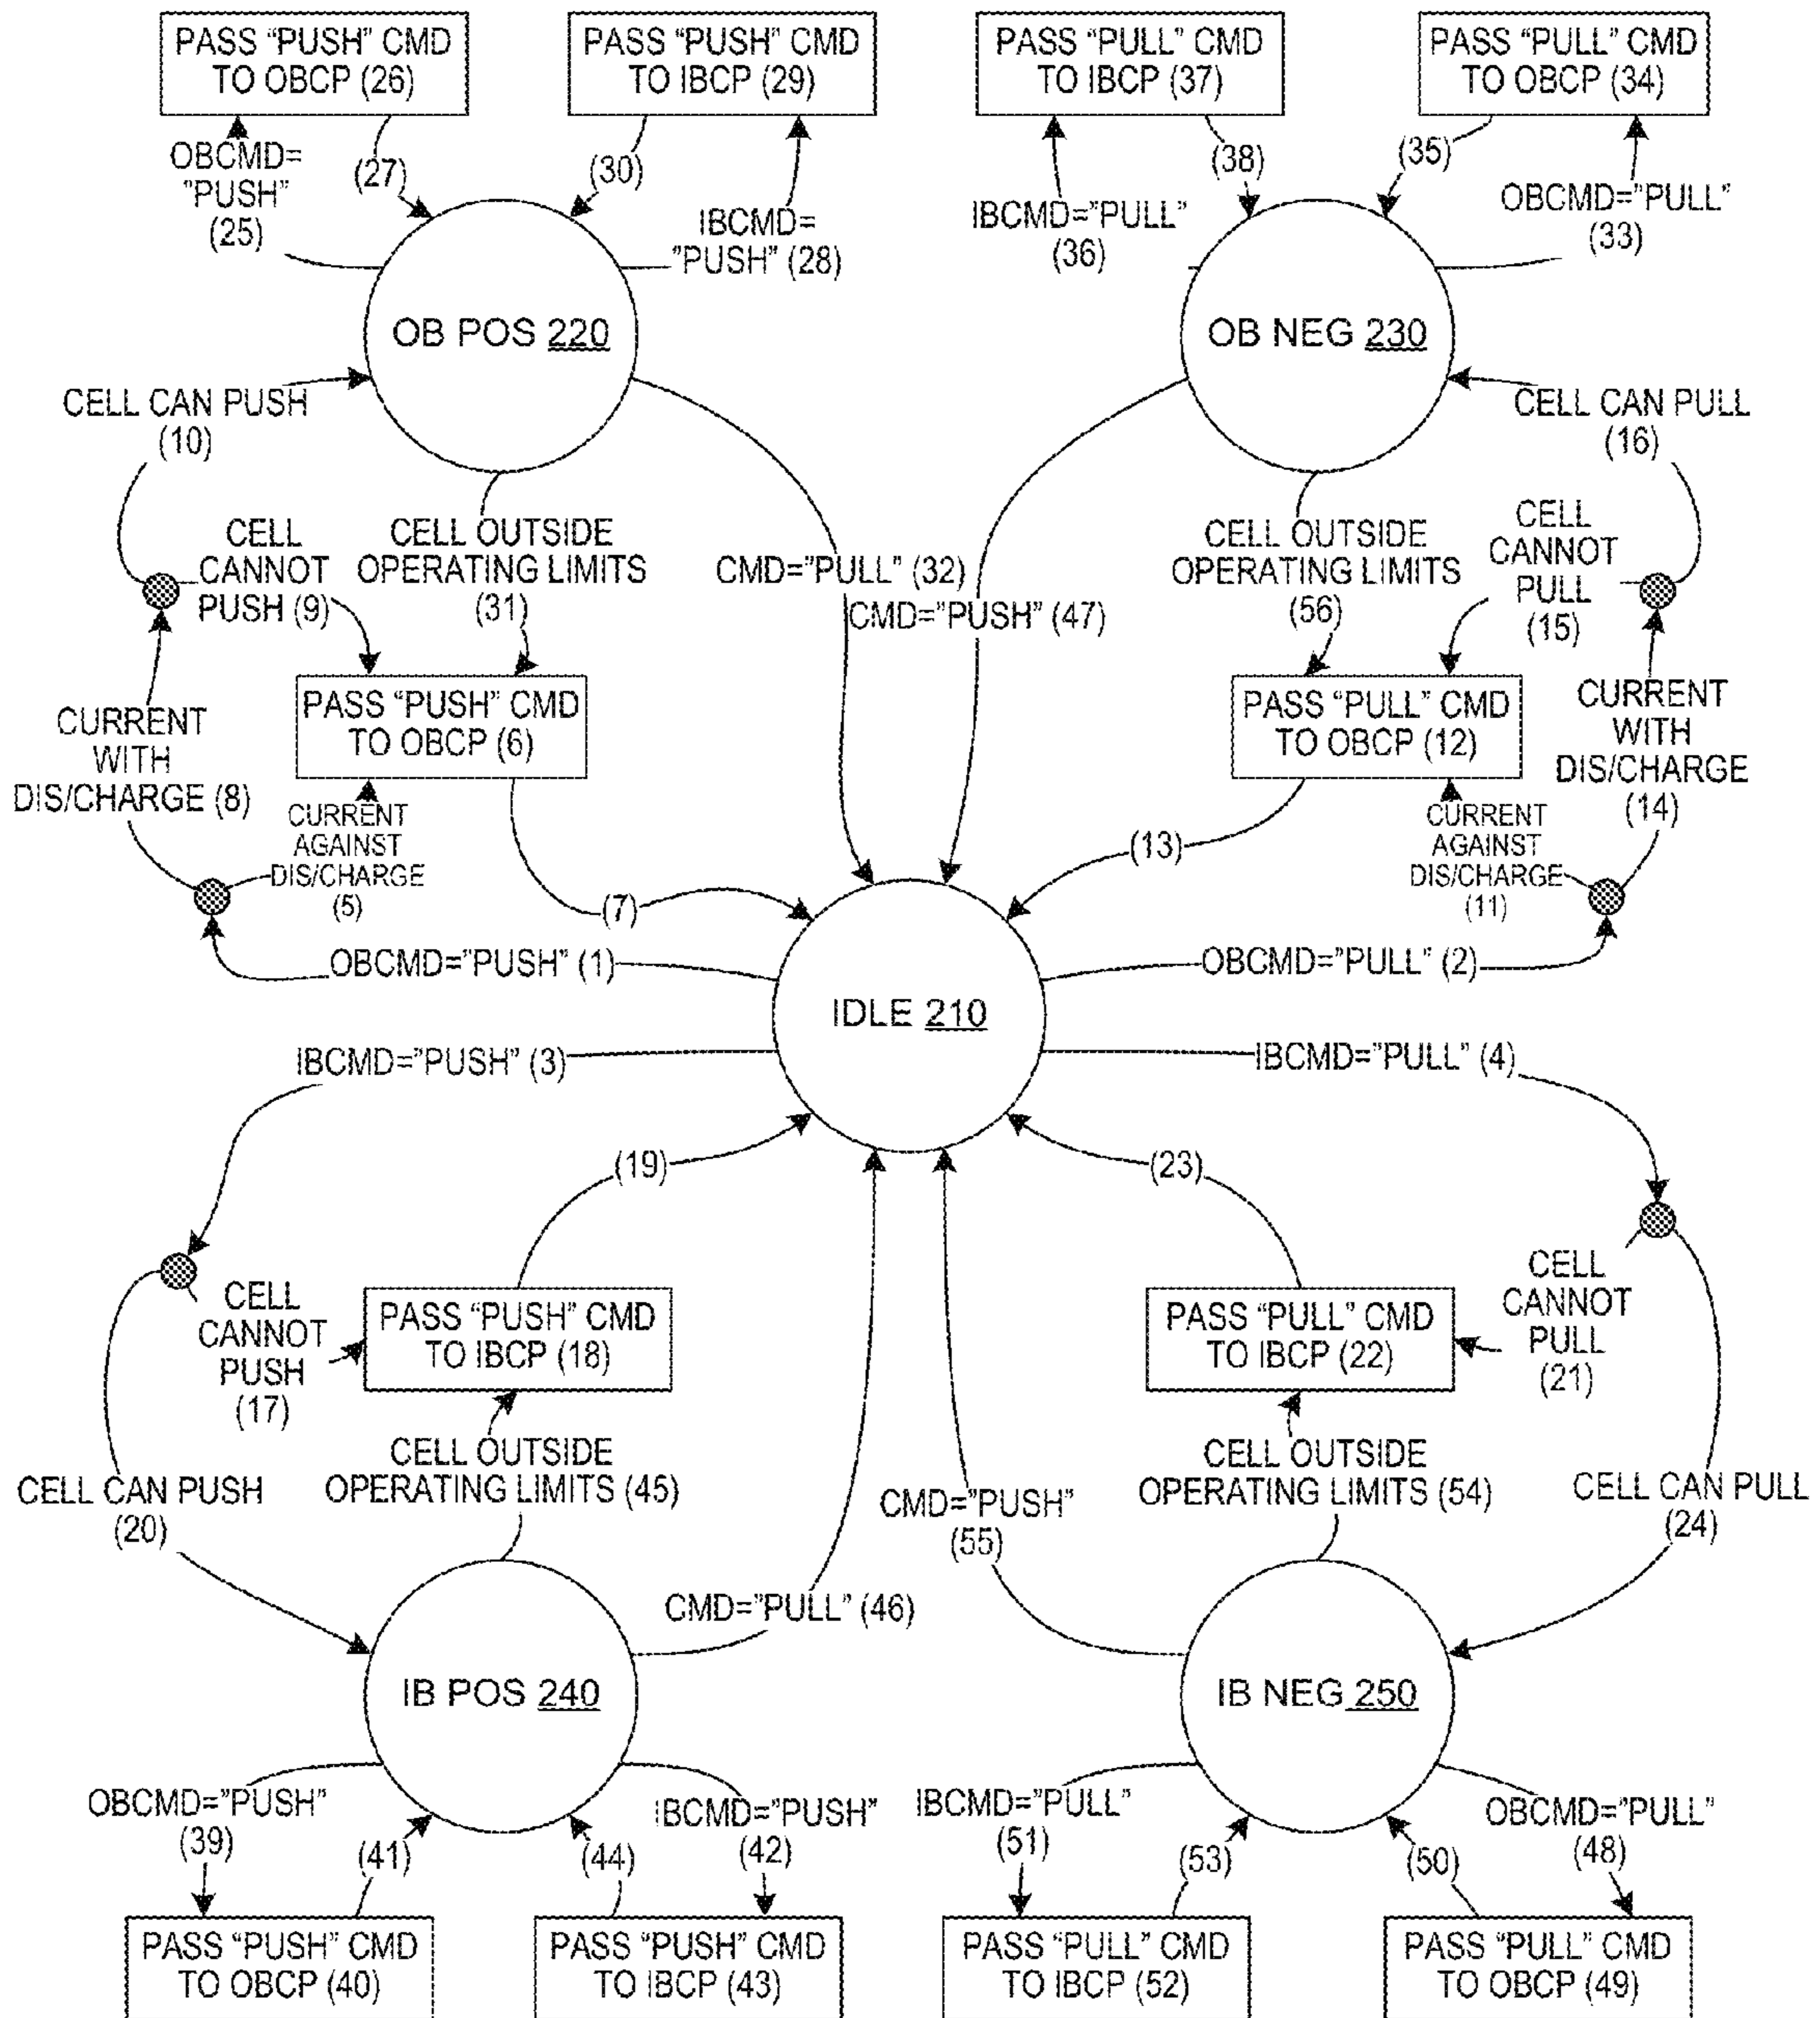 PASS “PUSH” CMD
TO OBCP (26)
PASS “PUSH” CMD
TO IBCP (29)
PASS “PULL” CMD
TO IBCP (37)
PASS “PULL” CMD
TO OBCP (34)
OBCMD=
”PUSH”
(25)
(27)
(30)
IBCMD=
”PUSH” (28)
IBCMD=”PULL”
(36)
(38)
(35)
OBCMD=”PULL”
(33)
OB POS 220
OB NEG 230
CELL CAN PUSH
(10)
CELL CAN PULL
(16)
CELL
CANNOT
PUSH (9)
CELL OUTSIDE
OPERATING LIMITS
(31)
CMD=”PULL” (32)
CMD=”PUSH” (47)
CELL OUTSIDE
OPERATING LIMITS
(56)
CELL
CANNOT
PULL
(15)
CURRENT
WITH
DIS/CHARGE (8)
PASS “PUSH” CMD
TO OBCP (6)
PASS “PULL” CMD
TO OBCP (12)
CURRENT
WITH
DIS/CHARGE
(14)
CURRENT
AGAINST
DIS/CHARGE
(5)
(7)
(13)
CURRENT
AGAINST
DIS/CHARGE
(11)
OBCMD=”PUSH” (1)
OBCMD=”PULL” (2)
IDLE 210
IBCMD=”PUSH” (3)
IBCMD=”PULL” (4)
(19)
(23)
CELL
CANNOT
PUSH
(17)
PASS “PUSH” CMD
TO IBCP (18)
PASS “PULL” CMD
TO IBCP (22)
CELL
CANNOT
PULL
(21)
CELL CAN PUSH
(20)
CELL OUTSIDE
OPERATING LIMITS (45)
CMD=”PUSH”
(55)
CELL OUTSIDE
OPERATING LIMITS (54)
CELL CAN PULL
(24)
CMD=”PULL” (46)
IB POS 240
IB NEG 250
OBCMD=”PUSH”
(39)
(41)
(44)
IBCMD=”PUSH”
(42)
IBCMD=”PULL”
(51)
(53)
(50)
OBCMD=”PULL”
(48)
PASS “PUSH” CMD
TO OBCP (40)
PASS “PUSH” CMD
TO IBCP (43)
PASS “PULL” CMD
TO IBCP (52)
PASS “PULL” CMD
TO OBCP (49)